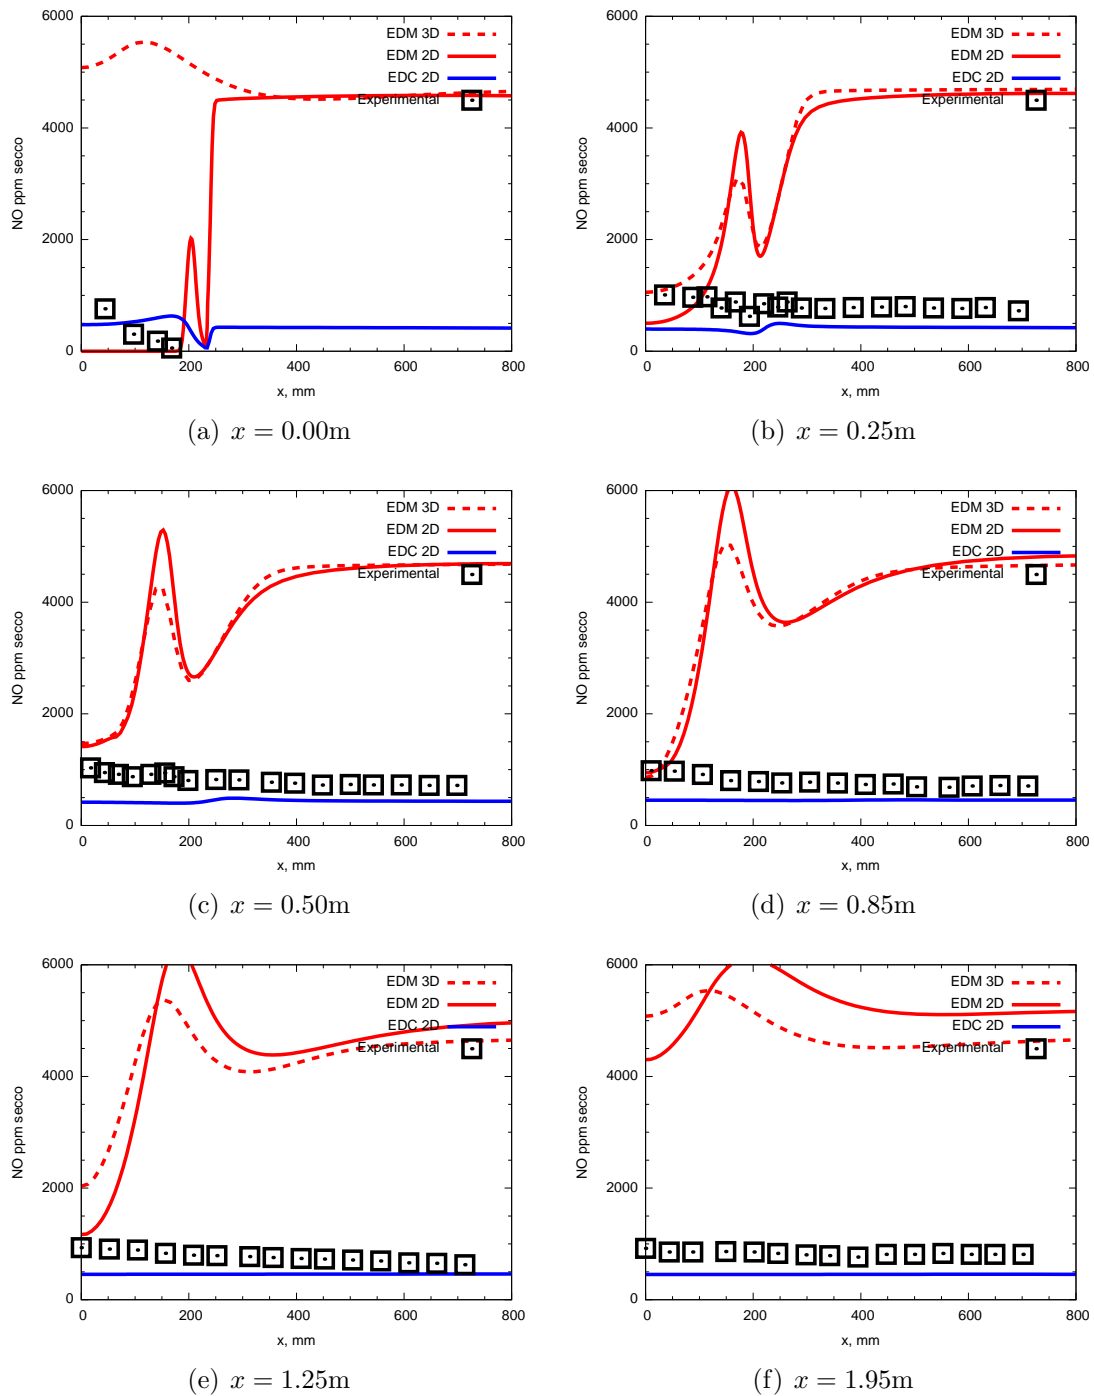 6000
4000
2000
0
NO ppm secco
EDM 3D
EDM 2D
EDC 2D
Experimental
0 200 400 600 800
x, mm
(a) x = 0.00m
6000
4000
2000
0
NO ppm secco
EDM 3D
EDM 2D
EDC 2D
Experimental
0 200 400 600 800
x, mm
(b) x = 0.25m
6000
4000
2000
0
NO ppm secco
EDM 3D
EDM 2D
EDC 2D
Experimental
0 200 400 600 800
x, mm
(c) x = 0.50m
6000
4000
2000
0
NO ppm secco
EDM 3D
EDM 2D
EDC 2D
Experimental
0 200 400 600 800
x, mm
(d) x = 0.85m
6000
4000
2000
0
NO ppm secco
EDM 3D
EDM 2D
EDC 2D
Experimental
0 200 400 600 800
x, mm
(e) x = 1.25m
6000
4000
2000
0
NO ppm secco
EDM 3D
EDM 2D
EDC 2D
Experimental
0 200 400 600 800
x, mm
(f) x = 1.95m